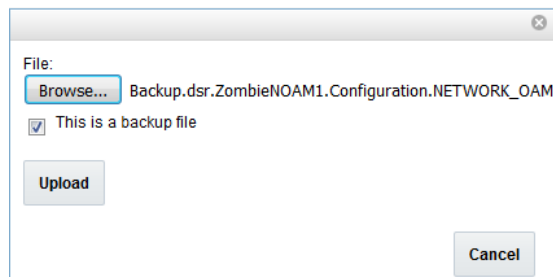 File:
Browse... Backup.dsr.ZombieNOAM1.Configuration.NETWORK_OAM
This is a backup file
Upload
Cancel